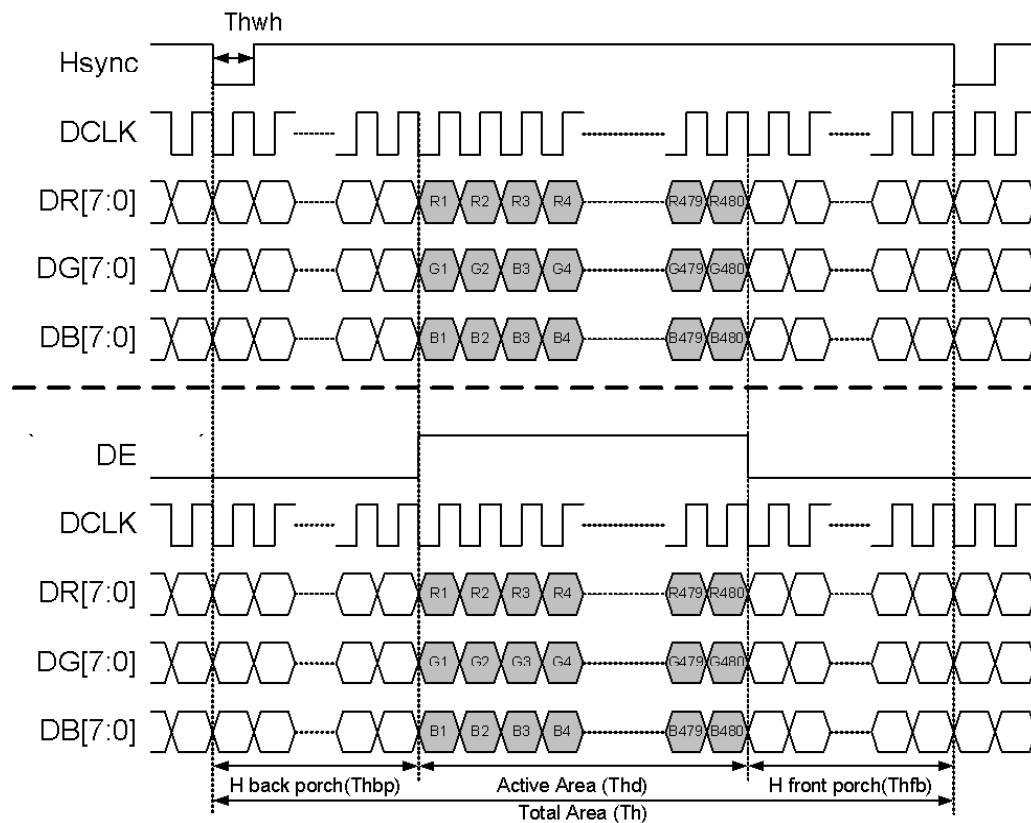 Thwh
Hsync
DCLK
DR[7:0] R1 R2 R3 R4 R479 R480
DG[7:0] G1 G2 B3 G4 G479 G480
DB[7:0] B1 B2 B3 B4 B479 B480
DE
DCLK
DR[7:0] R1 R2 R3 R4 R479 R480
DG[7:0] G1 G2 G3 G4 G479 G480
DB[7:0] B1 B2 B3 B4 B479 B480
H back porch(Thbp) Active Area (Thd) H front porch(Thfb)
Total Area (Th)